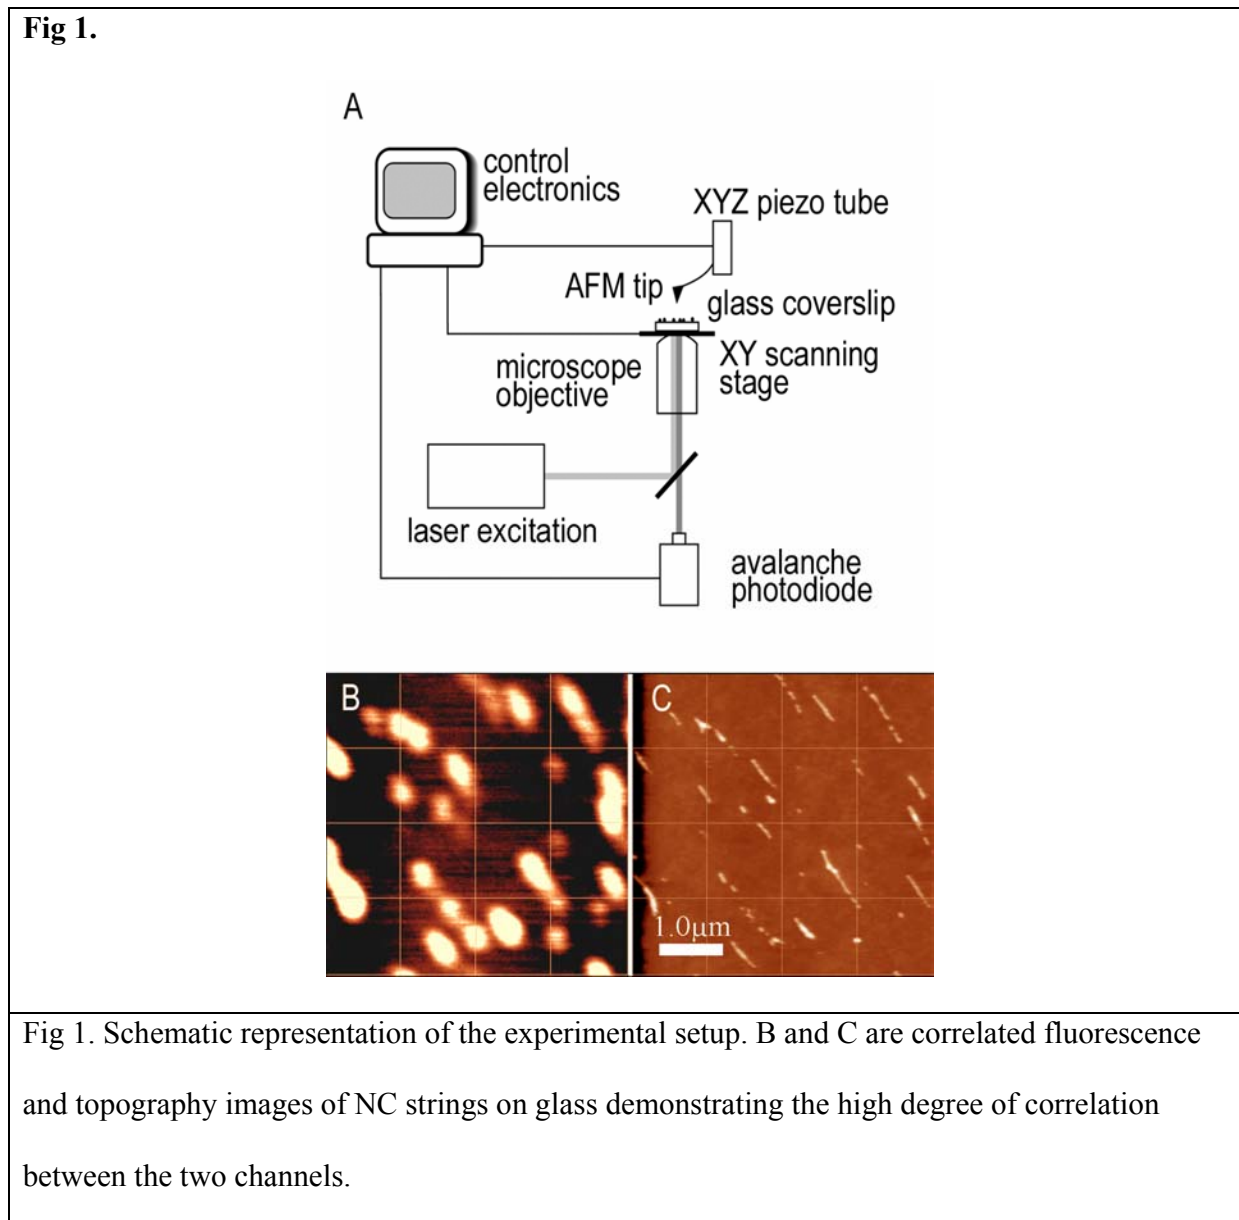 Fig 1.
A
control
electronics
XYZ piezo tube
AFM tip
glass coverslip
microscope
objective
XY scanning
stage
laser excitation
avalanche
photodiode
B
C
1.0μm
Fig 1. Schematic representation of the experimental setup. B and C are correlated fluorescence
and topography images of NC strings on glass demonstrating the high degree of correlation
between the two channels.